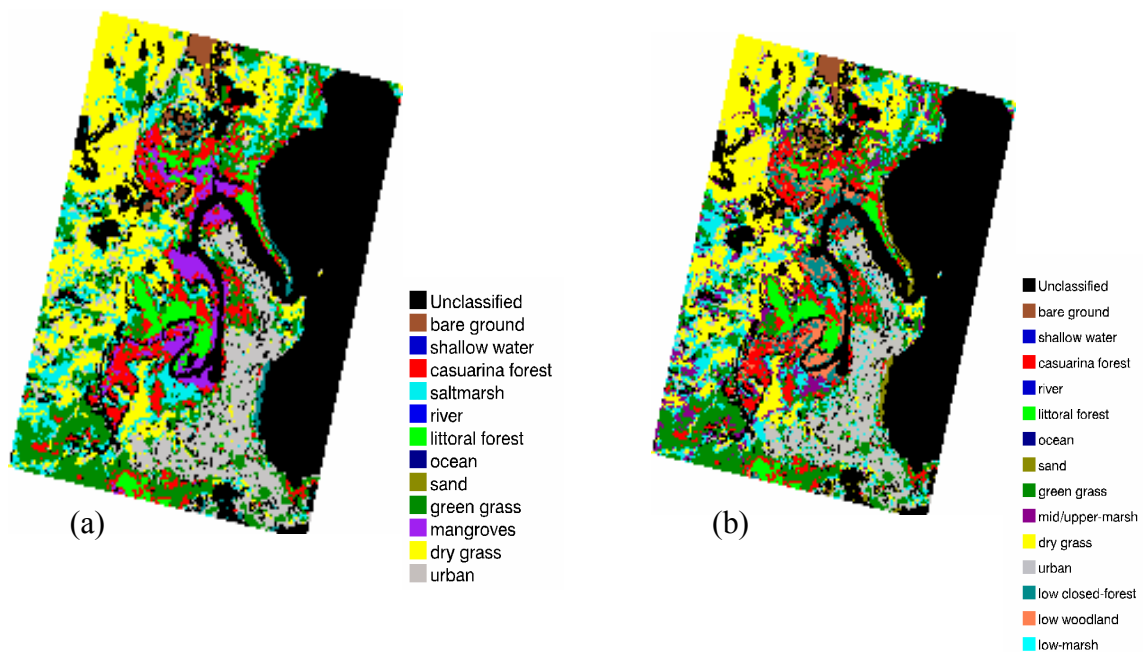 Unclassified
bare ground
shallow water
casuarina forest
saltmarsh
river
littoral forest
ocean
sand
green grass
mangroves
dry grass
urban
(a)
Unclassified
bare ground
shallow water
casuarina forest
river
littoral forest
ocean
sand
green grass
mid/upper-marsh
dry grass
urban
low closed-forest
low woodland
low-marsh
(b)